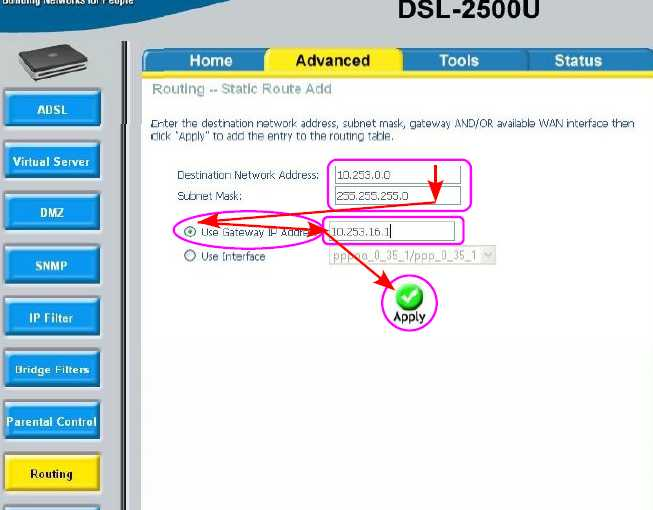 Building Networks for People
DSL-2500U
Home
Advanced
Tools
Status
ADSL
Virtual Server
DMZ
SNMP
IP Filter
Bridge Filters
Parental Control
Routing
Routing -- Static Route Add
Enter the destination network address, subnet mask, gateway AND/OR available WAN interface then
click "Apply" to add the entry to the routing table.
Destination Network Address: 10.253.0.0
Subnet Mask: 255.255.255.0
Use Gateway IP Address 10.253.16.1
Use Interface pppoe_0_35_1/ppp_0_35_1
Apply